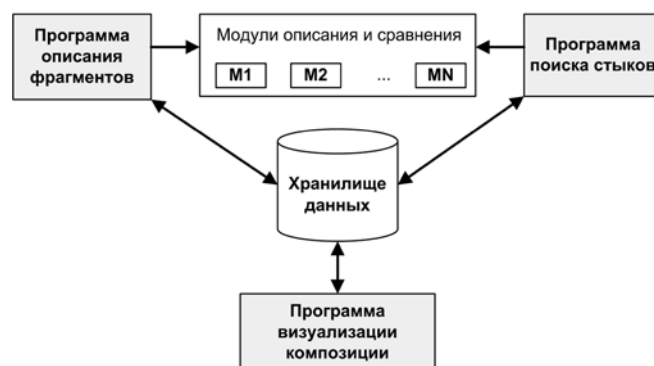 Программа
описания
фрагментов
Модули описания и сравнения
M1 M2 ... MN
Программа
поиска стыков
Хранилище
данных
Программа
визуализации
композиции